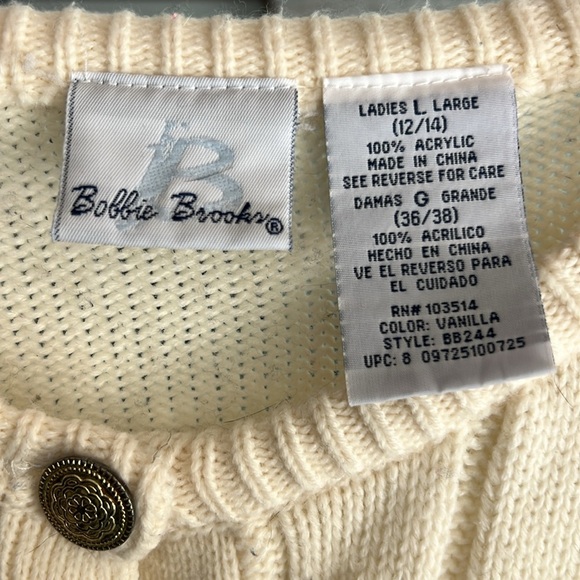 B
Bobbie Brooks®
LADIES L LARGE
(12/14)
100% ACRYLIC
MADE IN CHINA
SEE REVERSE FOR CARE
DAMAS G GRANDE
(36/38)
100% ACRILICO
HECHO EN CHINA
VE EL REVERSO PARA
EL CUIDADO
RN# 103514
COLOR: VANILLA
STYLE: BB244
UPC: 8 09725100725